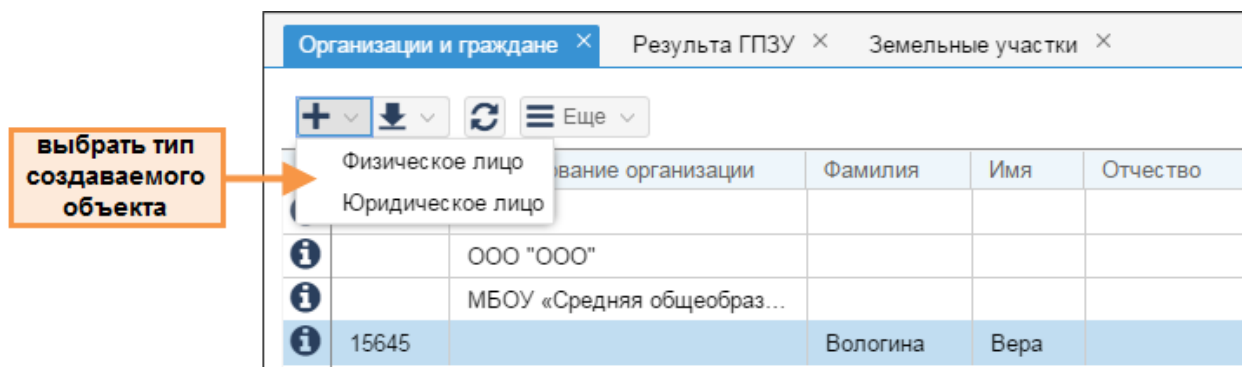 Организации и граждане × Результа ГПЗУ × Земельные участки ×
Еще
выбрать тип
создаваемого
объекта
Физическое лицо
Юридическое лицо
вание организации Фамилия Имя Отчество
ООО "ООО"
МБОУ «Средняя общеобраз...
15645 Вологина Вера